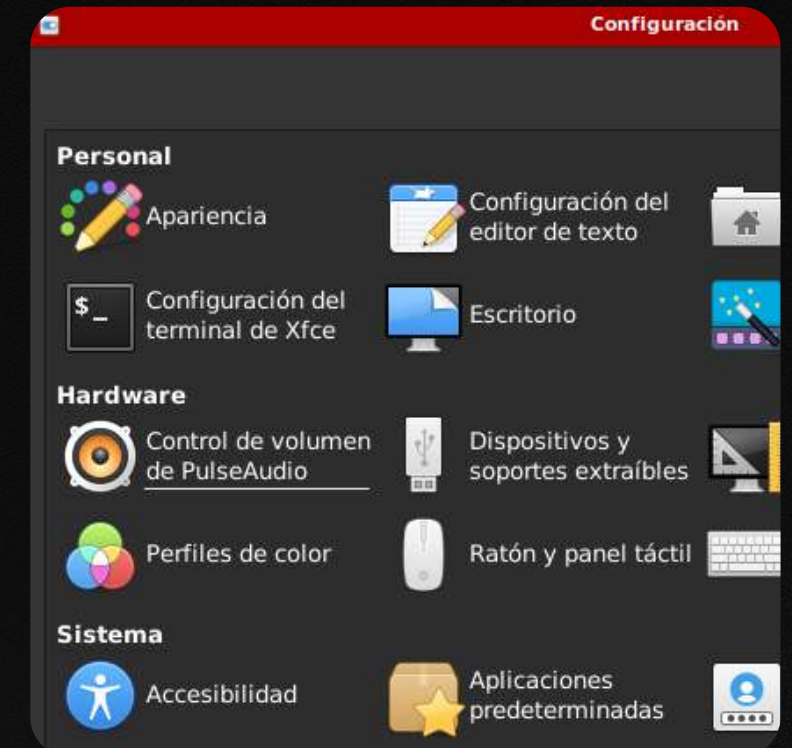 Configuración
Personal
Apariencia
Configuración del
editor de texto
$_
Configuración del
terminal de Xfce
Escritorio
Hardware
Control de volumen
de PulseAudio
Dispositivos y
soportes extraíbles
Perfiles de color
Ratón y panel táctil
Sistema
Accesibilidad
Aplicaciones
predeterminadas